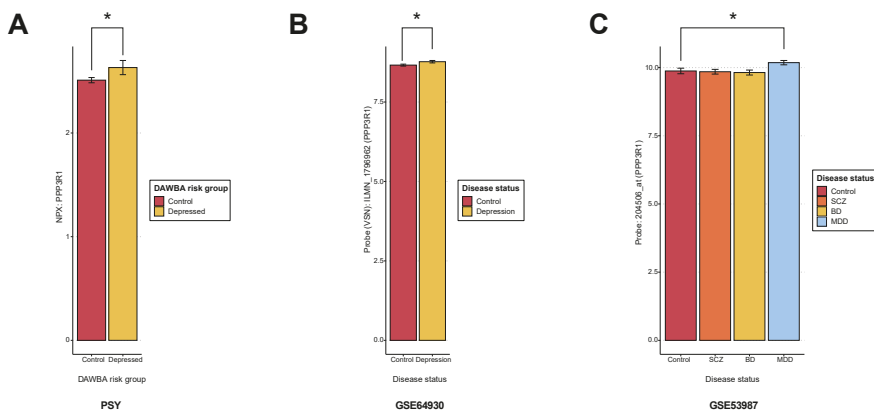 A
*
2
1
0
NPX: PPP3R1
Control Depressed
DAWBA risk group
PSY
DAWBA risk group
Control
Depressed
B
*
7.5
5.0
2.5
0.0
Probe (VSN): ILMN_1796962 (PPP3R1)
Control Depression
Disease status
GSE64930
Disease status
Control
Depression
C
*
10.0
7.5
5.0
2.5
0.0
Probe: 204506_at (PPP3R1)
Control SCZ BD MDD
Disease status
GSE53987
Disease status
Control
SCZ
BD
MDD